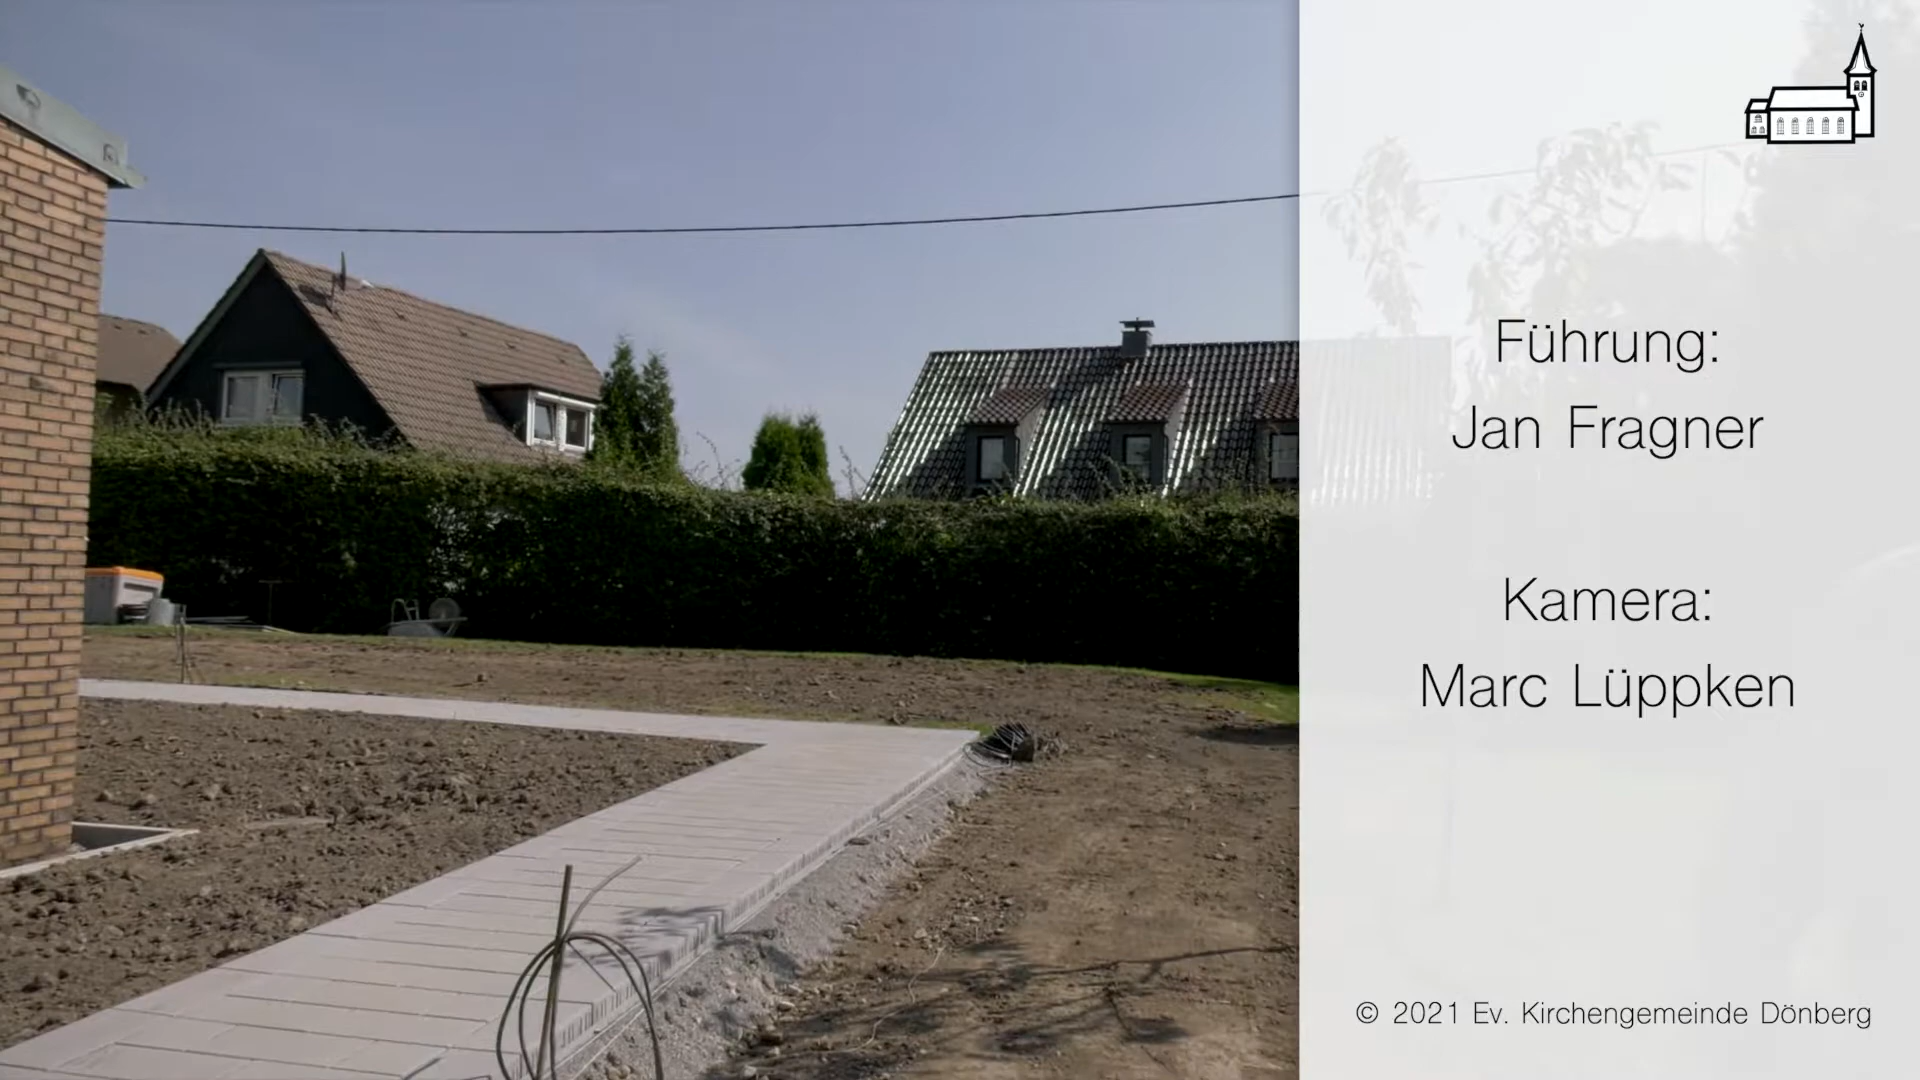 Führung:
Jan Fragner
Kamera:
Marc Lüppken
© 2021 Ev. Kirchengemeinde Dönberg